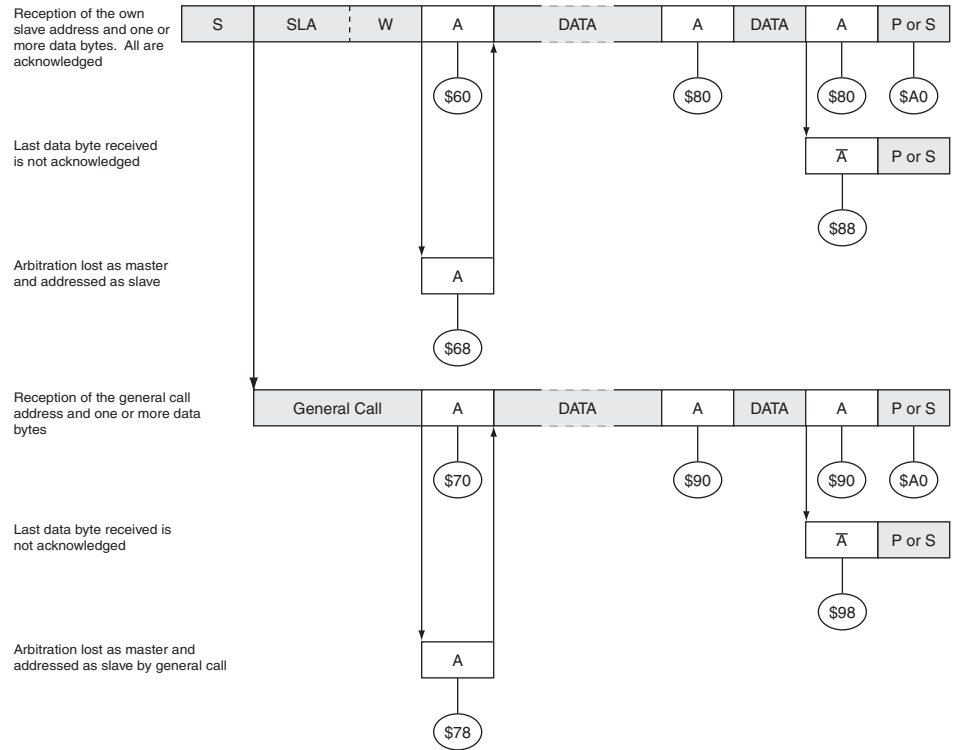 Reception of the own
slave address and one or
more data bytes. All are
acknowledged
S SLA W A DATA A DATA A P or S
$60 $80 $80 $A0
Last data byte received
is not acknowledged
A̅ P or S
$88
Arbitration lost as master
and addressed as slave
A
$68
Reception of the general call
address and one or more data
bytes
General Call A DATA A DATA A P or S
$70 $90 $90 $A0
Last data byte received is
not acknowledged
A̅ P or S
$98
Arbitration lost as master and
addressed as slave by general call
A
$78